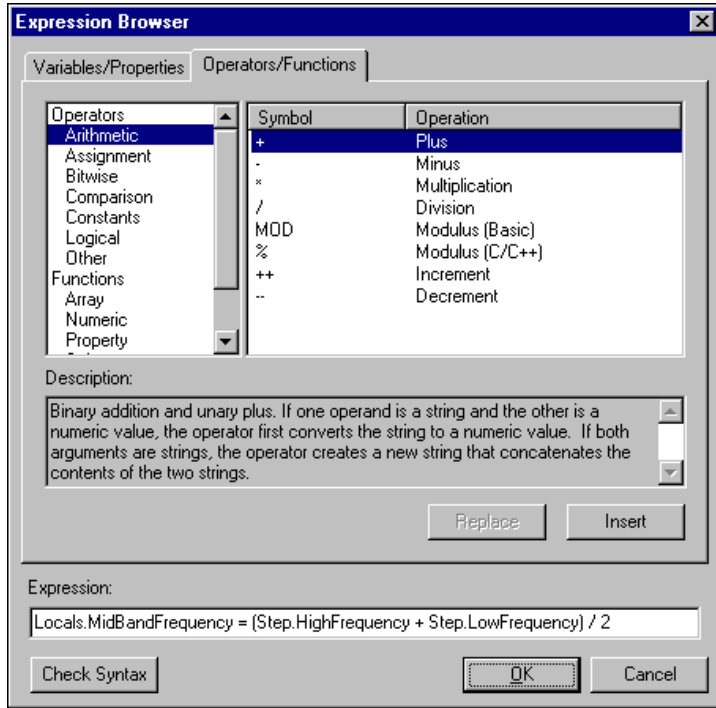 Expression Browser
Variables/Properties Operators/Functions
Operators
Arithmetic
Assignment
Bitwise
Comparison
Constants
Logical
Other
Functions
Array
Numeric
Property
Symbol Operation
+ Plus
- Minus
* Multiplication
/ Division
MOD Modulus (Basic)
% Modulus (C/C++)
++ Increment
-- Decrement
Description:
Binary addition and unary plus. If one operand is a string and the other is a
numeric value, the operator first converts the string to a numeric value. If both
arguments are strings, the operator creates a new string that concatenates the
contents of the two strings.
Replace Insert
Expression:
Locals.MidBandFrequency = (Step.HighFrequency + Step.LowFrequency) / 2
Check Syntax OK Cancel